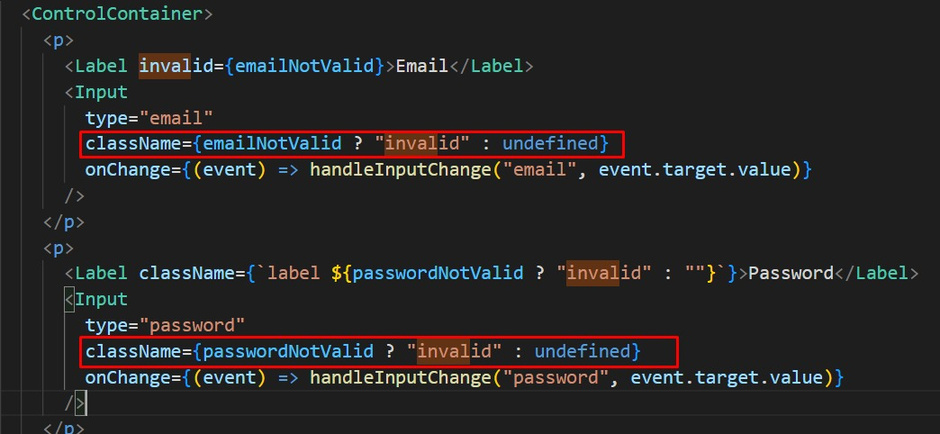 <ControlContainer>
<p>
<Label invalid={emailNotValid}>Email</Label>
<Input
type="email"
className={emailNotValid ? "invalid" : undefined}
onChange={(event) => handleInputChange("email", event.target.value)}
/>
</p>
<p>
<Label className={`label ${passwordNotValid ? "invalid" : ""}`}>Password</Label>
<Input
type="password"
className={passwordNotValid ? "invalid" : undefined}
onChange={(event) => handleInputChange("password", event.target.value)}
/>
</p>